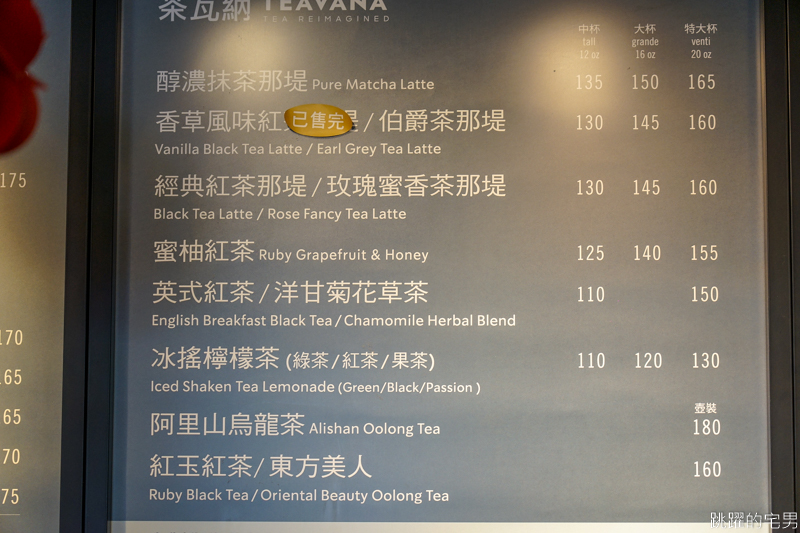 茶瓦納 TEAVANA
TEA REIMAGINED
中杯 大杯 特大杯
tall grande venti
12 oz 16 oz 20 oz
醇濃抹茶那堤 Pure Matcha Latte 135 150 165
香草風味紅 已售完 堤 / 伯爵茶那堤 130 145 160
Vanilla Black Tea Latte / Earl Grey Tea Latte
175
經典紅茶那堤 / 玫瑰蜜香茶那堤 130 145 160
Black Tea Latte / Rose Fancy Tea Latte
蜜柚紅茶 Ruby Grapefruit & Honey 125 140 155
英式紅茶 / 洋甘菊花草茶 110 150
English Breakfast Black Tea / Chamomile Herbal Blend
170
冰搖檸檬茶 (綠茶/紅茶/果茶) 110 120 130
165
Iced Shaken Tea Lemonade (Green/Black/Passion )
壺裝
65
阿里山烏龍茶 Alishan Oolong Tea 180
70
紅玉紅茶 / 東方美人 160
75
Ruby Black Tea / Oriental Beauty Oolong Tea
跳躍的宅男